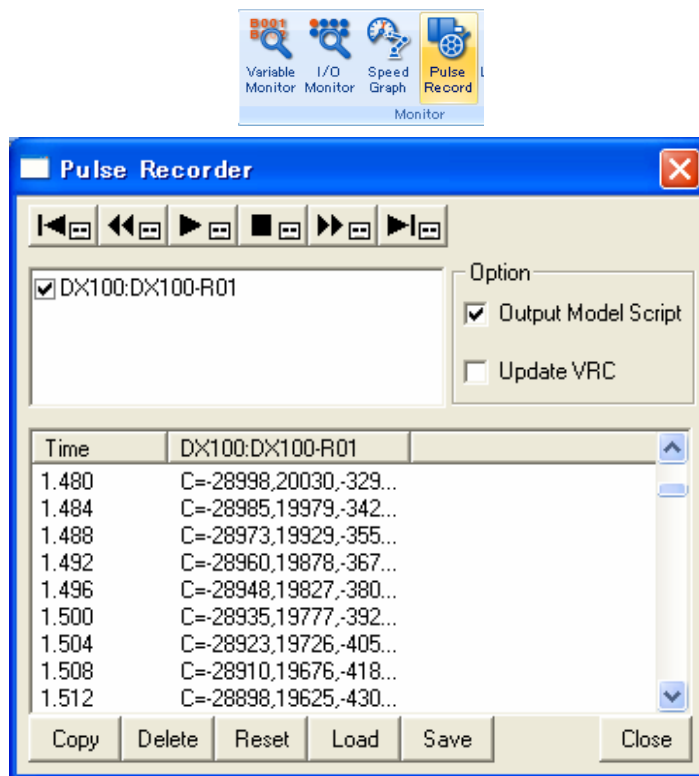 B001
Variable Monitor
I/O Monitor
Speed Graph
Pulse Record
Monitor
Pulse Recorder
DX100:DX100-R01
Option
Output Model Script
Update VRC
Time DX100:DX100-R01
1.480 C=-28998,20030,-329...
1.484 C=-28985,19979,-342...
1.488 C=-28973,19929,-355...
1.492 C=-28960,19878,-367...
1.496 C=-28948,19827,-380...
1.500 C=-28935,19777,-392...
1.504 C=-28923,19726,-405...
1.508 C=-28910,19676,-418...
1.512 C=-28898,19625,-430...
Copy Delete Reset Load Save Close